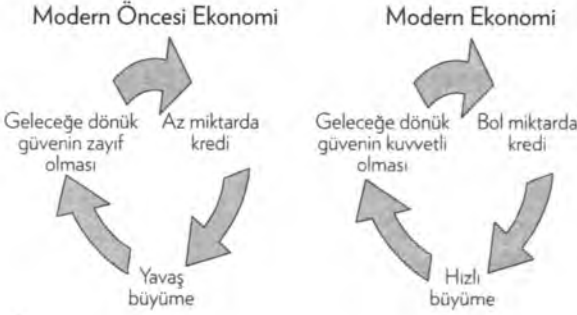 Modern Öncesi Ekonomi
Geleceğe dönük
güvenin zayıf
olması
Az miktarda
kredi
Yavaş
büyüme
Modern Ekonomi
Geleceğe dönük
güvenin kuvvetli
olması
Bol miktarda
kredi
Hızlı
büyüme